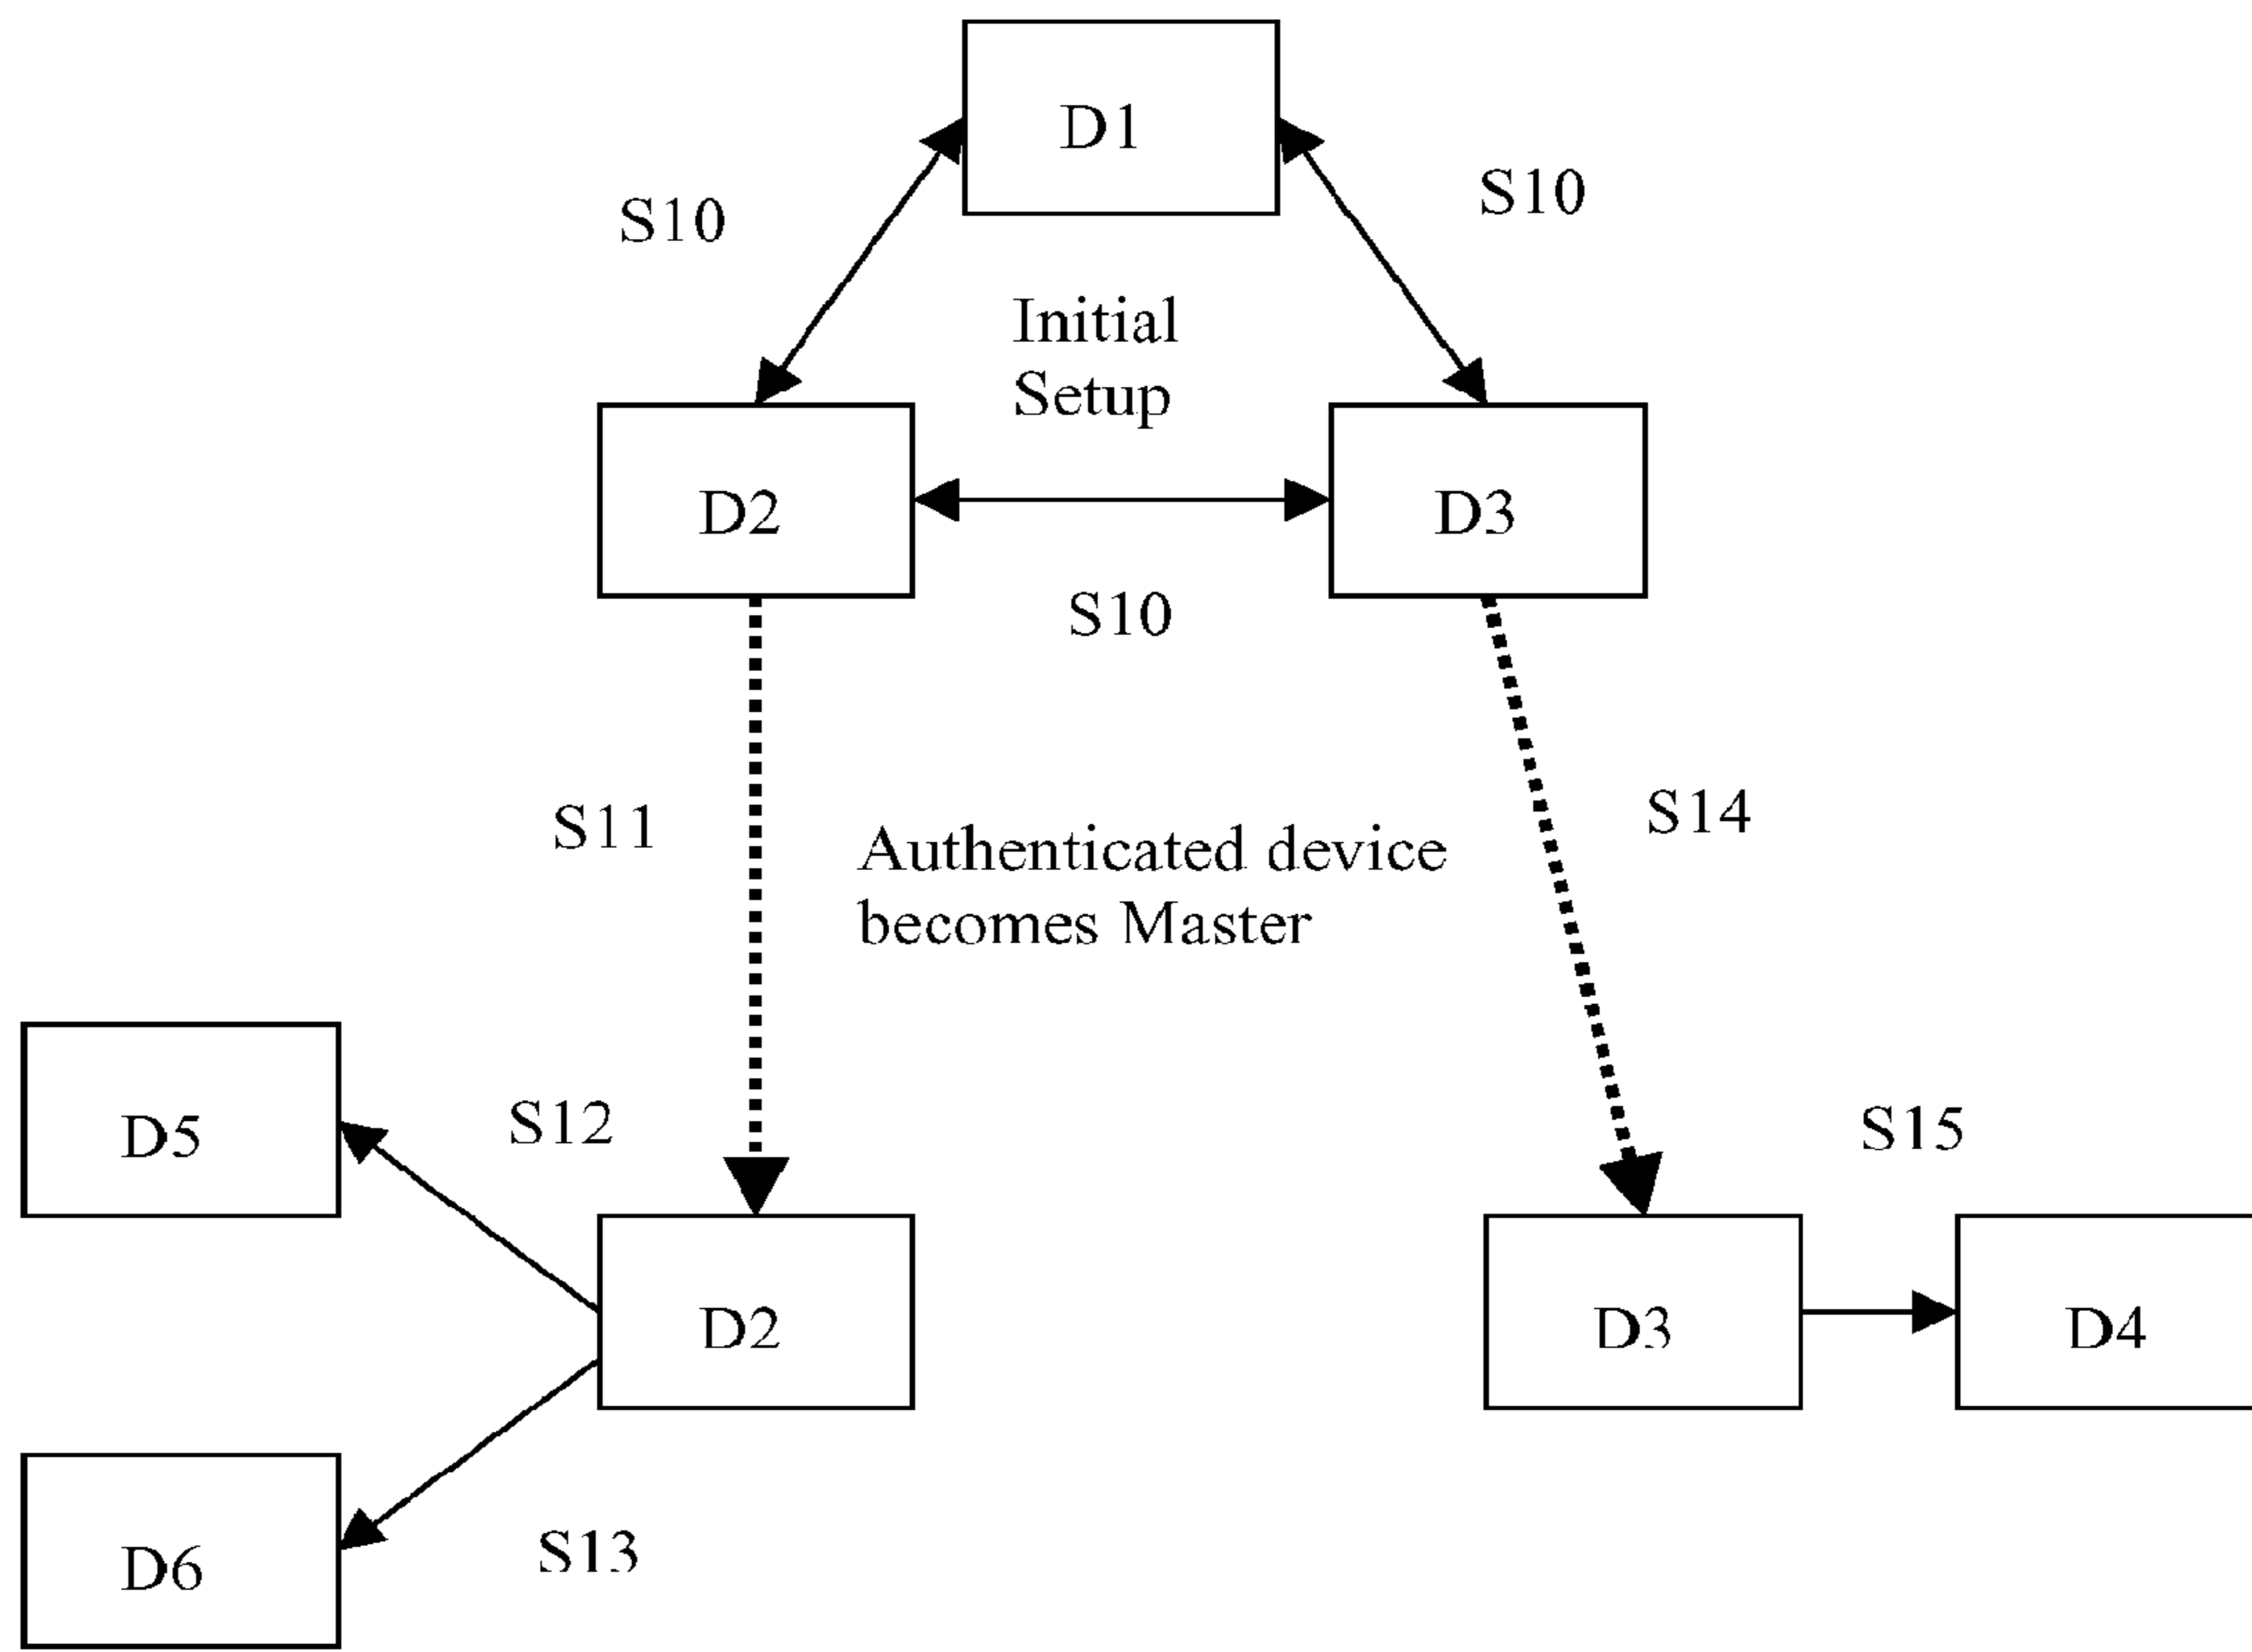 D1
S10
S10
Initial
Setup
D2
D3
S10
S11
S14
Authenticated device
becomes Master
D5
S12
S15
D2
D3
D4
D6
S13